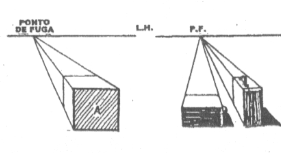 PONTO
DE FUGA
L.H.
P.F.
A